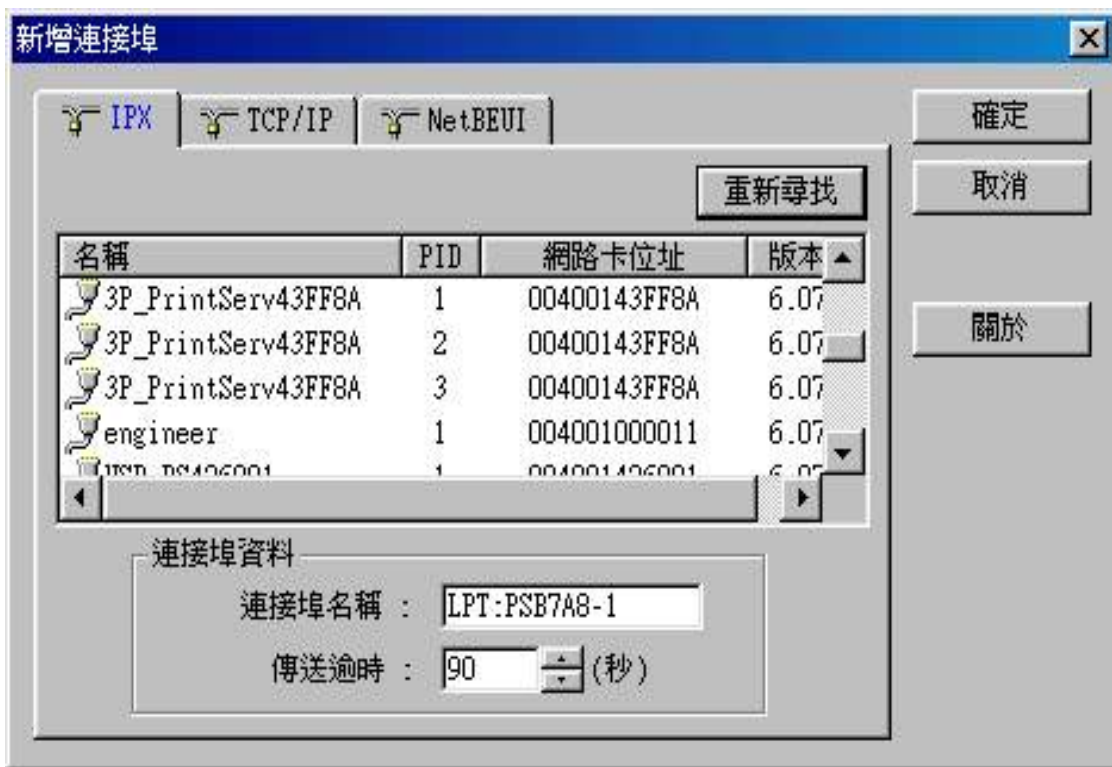 新增連接埠
IPX TCP/IP NetBEUI
確定
取消
關於
重新尋找
名稱 PID 網路卡位址 版本
3P_PrintServ43FF8A 1 00400143FF8A 6.07
3P_PrintServ43FF8A 2 00400143FF8A 6.07
3P_PrintServ43FF8A 3 00400143FF8A 6.07
engineer 1 004001000011 6.07
連接埠資料
連接埠名稱 : LPT:PSB7A8-1
傳送逾時 : 90 (秒)